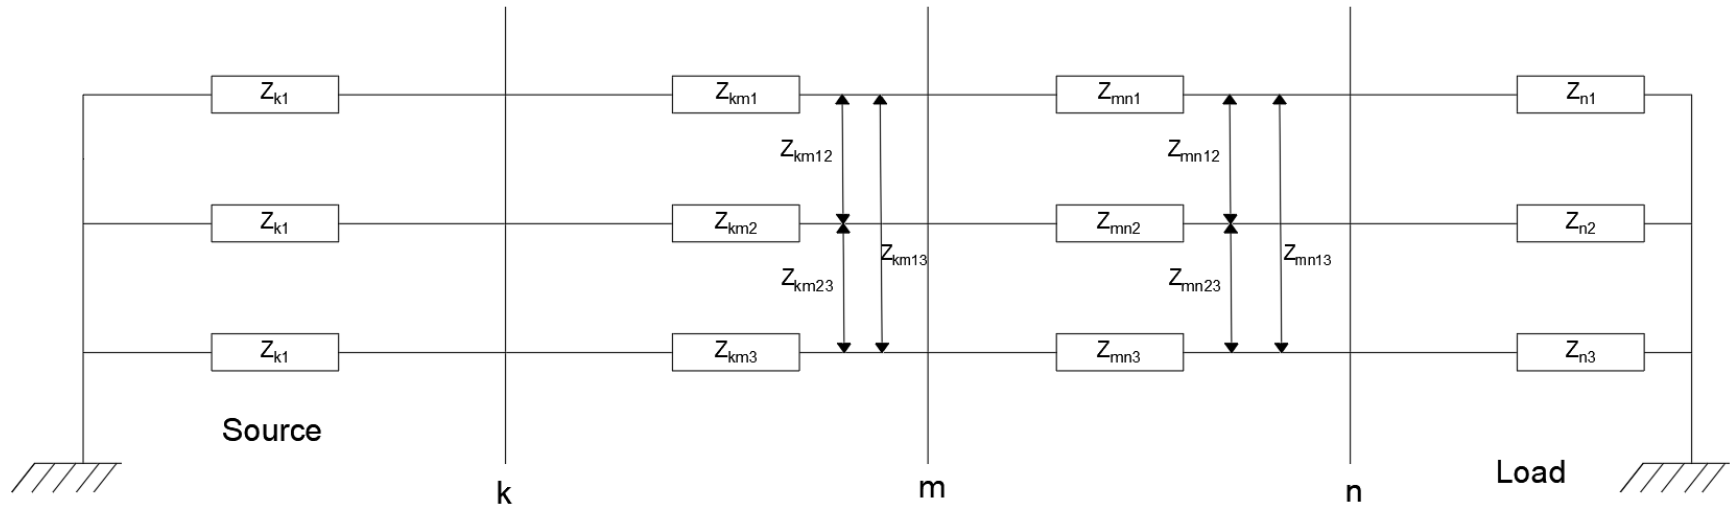 Zk1 Zkm1 Zmn1 Zn1
Zkm12 Zmn12
Zk1 Zkm2 Zmn2 Zn2
Zkm13 Zmn13
Zkm23 Zmn23
Zk1 Zkm3 Zmn3 Zn3
Source
Load
k m n